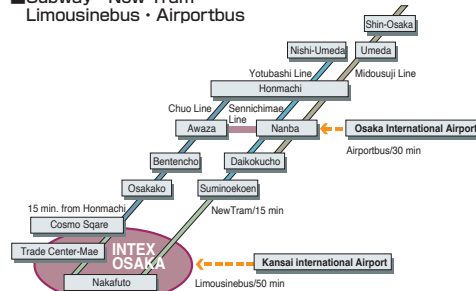 ■Subway · New Tram
Limousinebus · Airportbus
Shin-Osaka
Nishi-Umeda
Umeda
Yotubashi Line
Midousuji Line
Honmachi
Chuo Line
Sennichimae
Line
Awaza
Nanba
Osaka International Airport
Airportbus/30 min
Bentencho
Daikokucho
Osakako
Suminoekoen
15 min. from Honmachi
NewTram/15 min
Cosmo Sqare
Trade Center-Mae
INTEX
OSAKA
Kansai international Airport
Nakafuto
Limousinebus/50 min